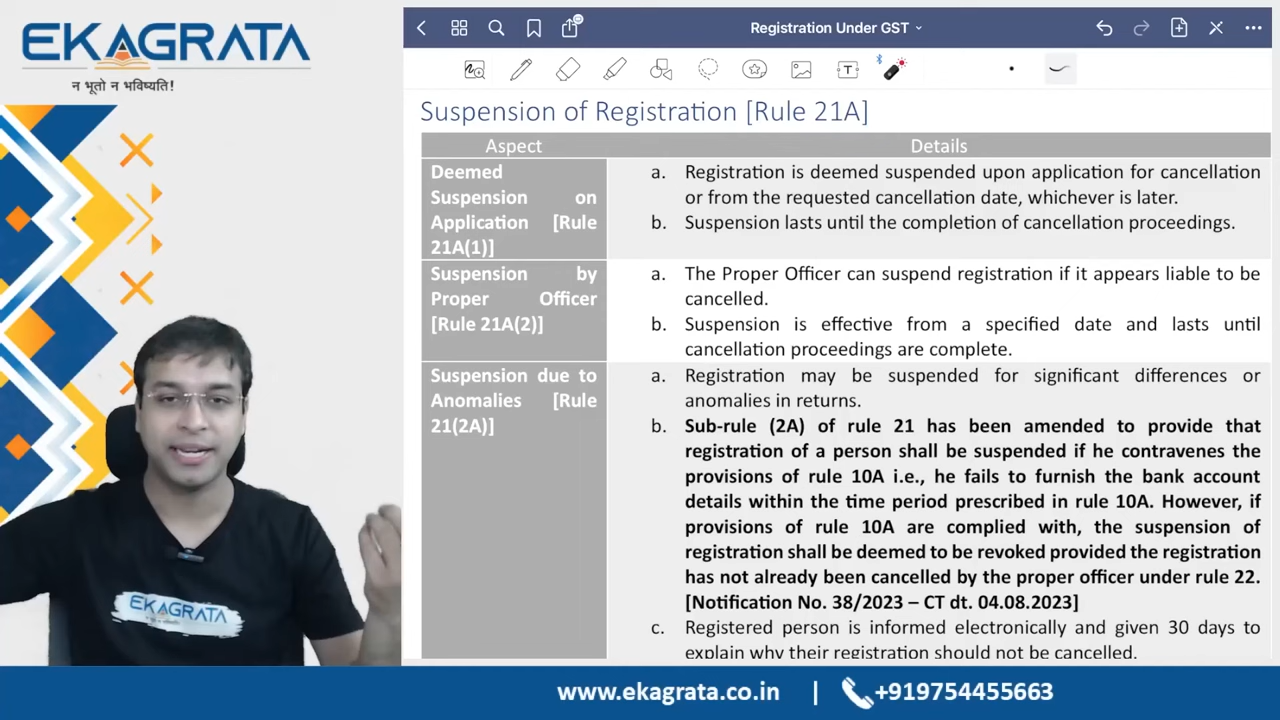 EKAGRATA
न भूतो न भविष्यति!
Registration Under GST
Suspension of Registration [Rule 21A]
Aspect
Details
Deemed
Suspension on
Application [Rule
21A(1)]
a. Registration is deemed suspended upon application for cancellation
or from the requested cancellation date, whichever is later.
b. Suspension lasts until the completion of cancellation proceedings.
Suspension by
Proper Officer
[Rule 21A(2)]
a. The Proper Officer can suspend registration if it appears liable to be
cancelled.
b. Suspension is effective from a specified date and lasts until
cancellation proceedings are complete.
Suspension due to
Anomalies [Rule
21(2A)]
a. Registration may be suspended for significant differences or
anomalies in returns.
b. Sub-rule (2A) of rule 21 has been amended to provide that
registration of a person shall be suspended if he contravenes the
provisions of rule 10A i.e., he fails to furnish the bank account
details within the time period prescribed in rule 10A. However, if
provisions of rule 10A are complied with, the suspension of
registration shall be deemed to be revoked provided the registration
has not already been cancelled by the proper officer under rule 22.
[Notification No. 38/2023 – CT dt. 04.08.2023]
c. Registered person is informed electronically and given 30 days to
explain why their registration should not be cancelled.
EKAGRATA
www.ekagrata.co.in | +919754455663